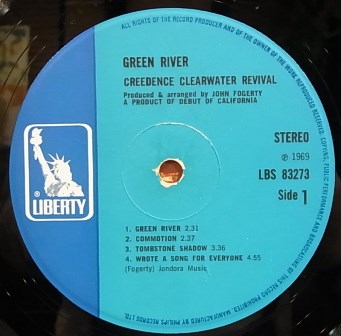 ALL RIGHTS OF THE RECORD PRODUCER AND OF THE OWNER OF THE WORK REPRODUCED RESERVED. COPYING, PUBLIC PERFORMANCE AND BROADCASTING OF THIS RECORD PROHIBITED.
GREEN RIVER
CREEDENCE CLEARWATER REVIVAL
Produced & arranged by JOHN FOGERTY
A PRODUCT OF DEBUT OF CALIFORNIA
STEREO
℗ 1969
LBS 83273
Side 1
LIBERTY
1. GREEN RIVER 2.31
2. COMMOTION 2.37
3. TOMBSTONE SHADOW 3.36
4. WROTE A SONG FOR EVERYONE 4.55
(Fogerty) Jondora Music
MANUFACTURED BY PHILIPS RECORDS LTD.